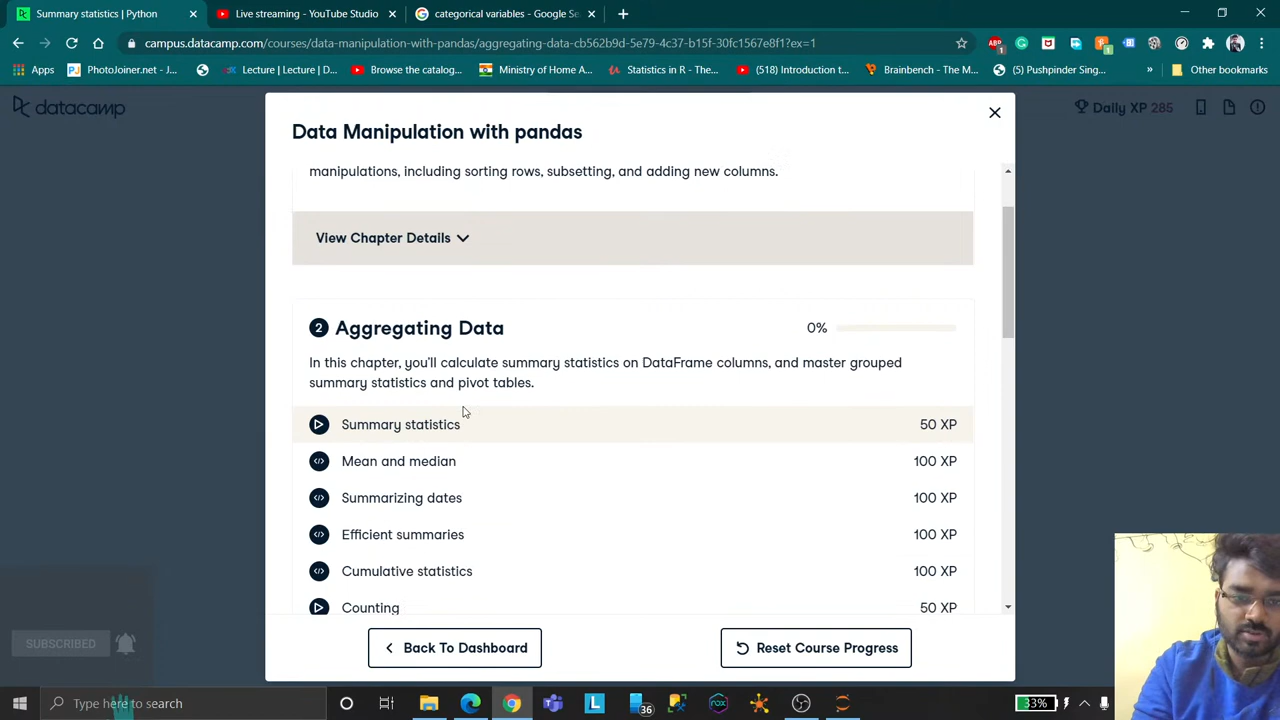 Summary statistics | Python
Live streaming - YouTube Studio
categorical variables - Google Se
campus.datacamp.com/courses/data-manipulation-with-pandas/aggregating-data-cb562b9d-5e79-4c37-b15f-30fc1567e8f1?ex=1
Apps
PhotoJoiner.net - J...
Lecture | Lecture | D...
Browse the catalog...
Ministry of Home A...
Statistics in R - The...
(518) Introduction t...
Brainbench - The M...
(5) Pushpinder Sing...
»
Other bookmarks
datacamp
Daily XP 285
Data Manipulation with pandas
manipulations, including sorting rows, subsetting, and adding new columns.
View Chapter Details
2 Aggregating Data
0%
In this chapter, you'll calculate summary statistics on DataFrame columns, and master grouped
summary statistics and pivot tables.
Summary statistics
50 XP
Mean and median
100 XP
Summarizing dates
100 XP
Efficient summaries
100 XP
Cumulative statistics
100 XP
Counting
50 XP
Back To Dashboard
Reset Course Progress
SUBSCRIBED
Type here to search
L
36
33%